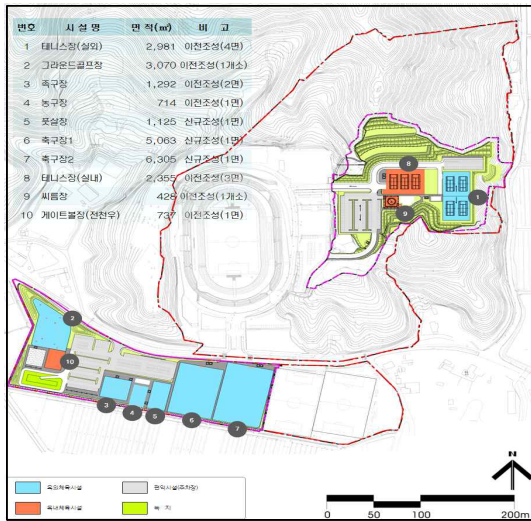 번호 시 설 명 면 적(㎡) 비 고
1 테니스장(실외) 2,981 이전조성(4면)
2 그라운드골프장 3,070 이전조성(1개소)
3 족구장 1,292 이전조성(2면)
4 농구장 714 이전조성(1면)
5 풋살장 1,125 신규조성(1면)
6 축구장1 5,063 신규조성(1면)
7 축구장2 6,305 신규조성(1면)
8 테니스장(실내) 2,355 이전조성(3면)
9 씨름장 428 이전조성(1개소)
10 게이트볼장(전천우) 737 이전조성(1면)
8
1
9
2
10
3
4
5
6
7
옥외체육시설
편익시설(주차장)
옥내체육시설
녹 지
N
0 50 100 200m